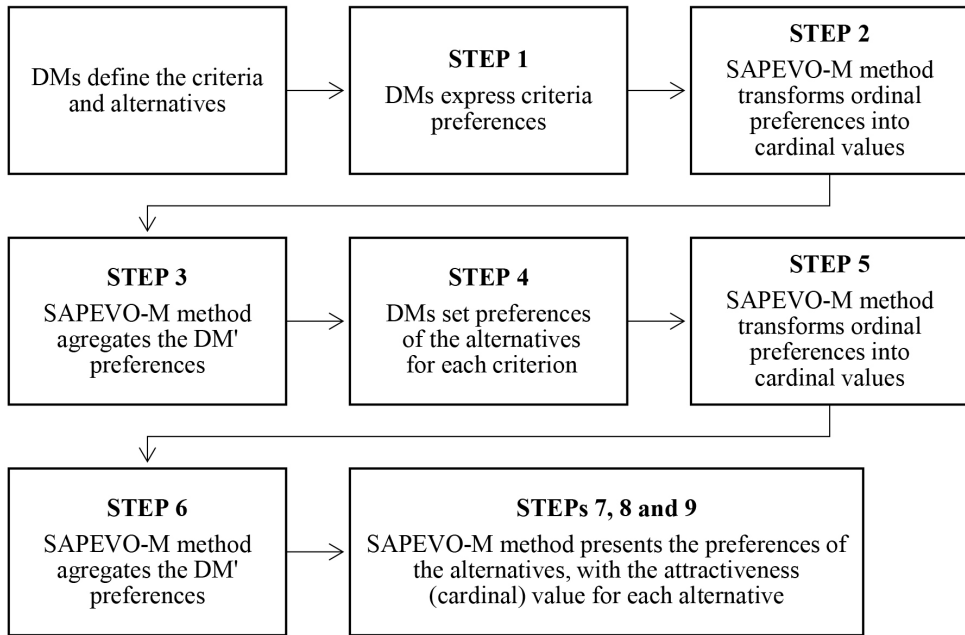 DMs define the criteria
and alternatives
STEP 1
DMs express criteria
preferences
STEP 2
SAPEVO-M method
transforms ordinal
preferences into
cardinal values
STEP 3
SAPEVO-M method
agregates the DM'
preferences
STEP 4
DMs set preferences
of the alternatives
for each criterion
STEP 5
SAPEVO-M method
transforms ordinal
preferences into
cardinal values
STEP 6
SAPEVO-M method
agregates the DM'
preferences
STEPs 7, 8 and 9
SAPEVO-M method presents the preferences of
the alternatives, with the attractiveness
(cardinal) value for each alternative